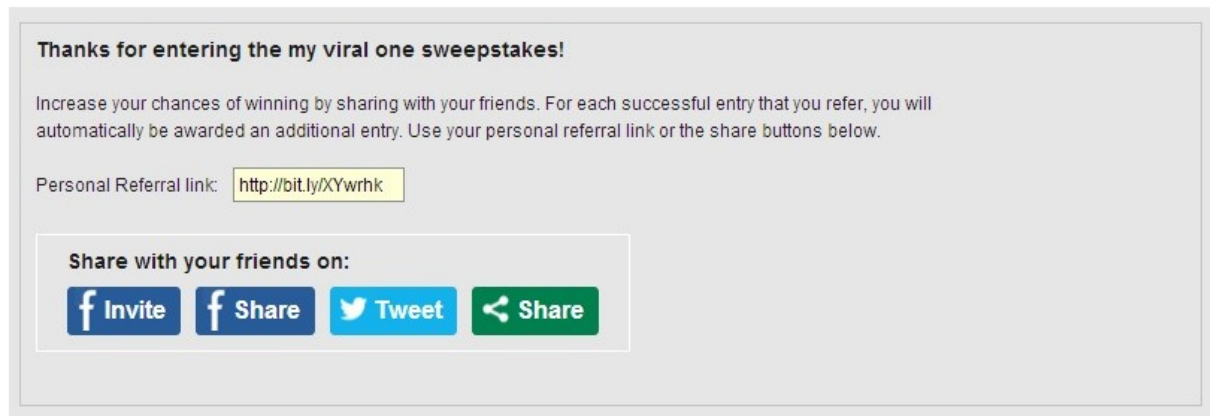 Thanks for entering the my viral one sweepstakes!
Increase your chances of winning by sharing with your friends. For each successful entry that you refer, you will
automatically be awarded an additional entry. Use your personal referral link or the share buttons below.
Personal Referral link: http://bit.ly/XYwrhk
Share with your friends on:
Invite Share Tweet Share